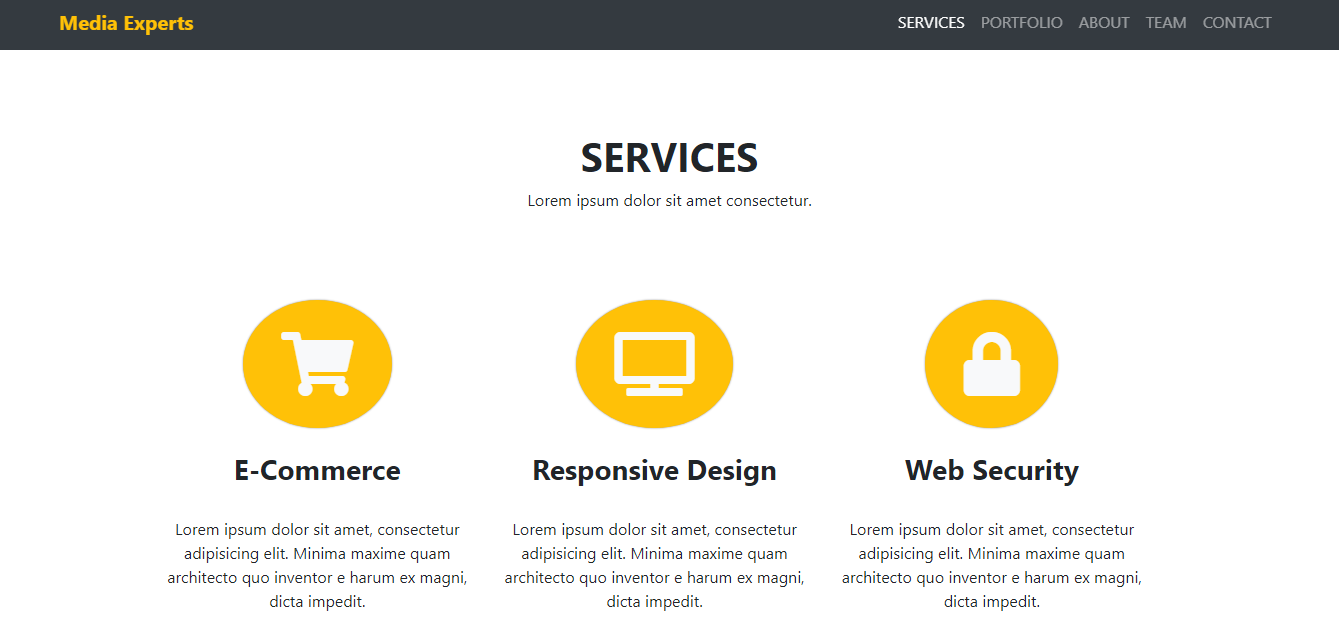 Media Experts
SERVICES PORTFOLIO ABOUT TEAM CONTACT
SERVICES
Lorem ipsum dolor sit amet consectetur.
E-Commerce
Lorem ipsum dolor sit amet, consectetur
adipisicing elit. Minima maxime quam
architecto quo inventor e harum ex magni,
dicta impedit.
Responsive Design
Lorem ipsum dolor sit amet, consectetur
adipisicing elit. Minima maxime quam
architecto quo inventor e harum ex magni,
dicta impedit.
Web Security
Lorem ipsum dolor sit amet, consectetur
adipisicing elit. Minima maxime quam
architecto quo inventor e harum ex magni,
dicta impedit.